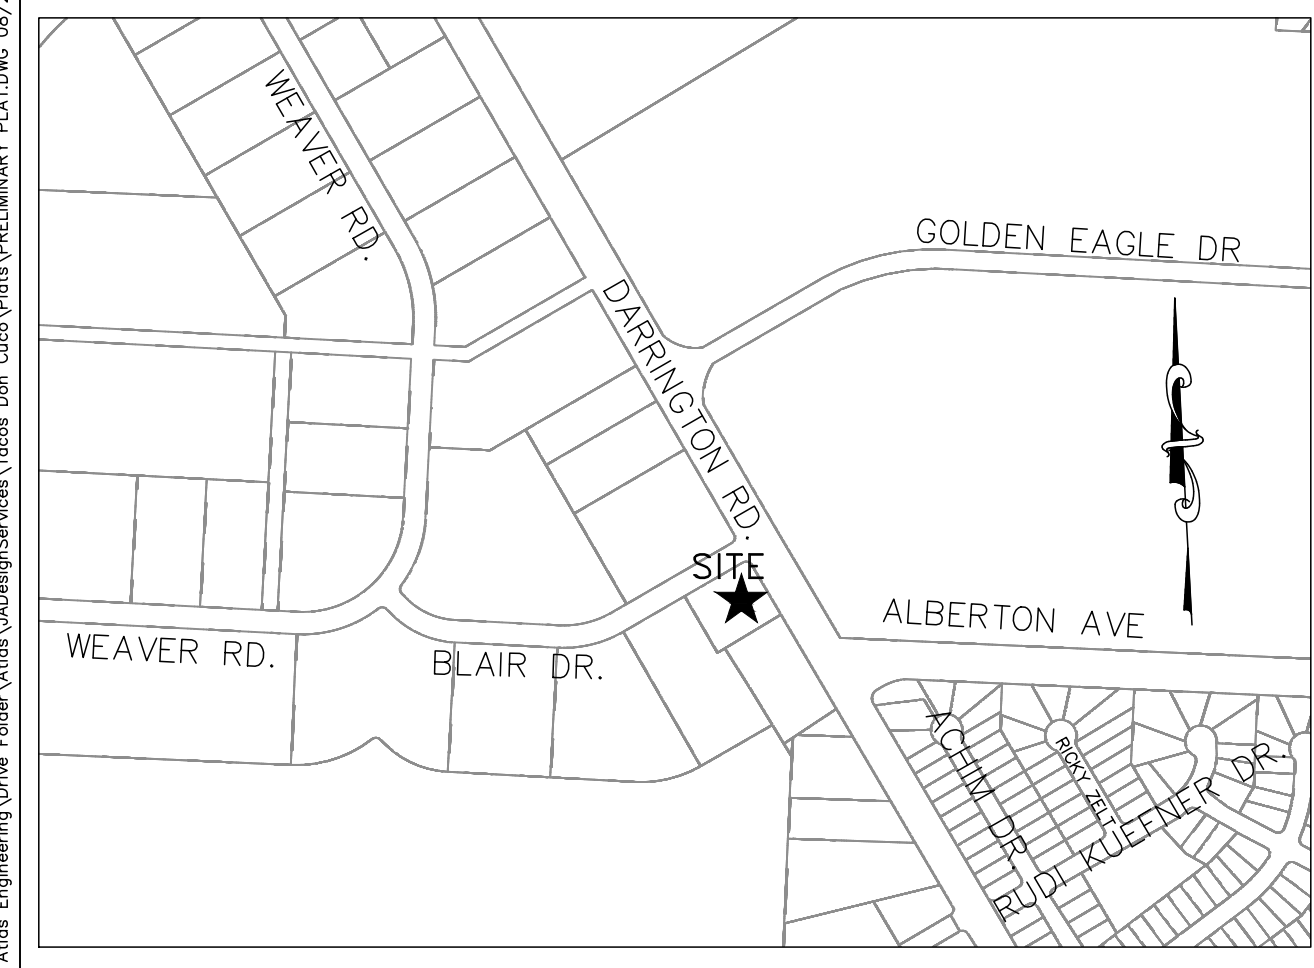 Atlas Engineering\Drive Folder\Atlas\JADesignServices\Tacos Don Cuco\Plats\PRELIMINARY PLAT.DWG
WEAVER RD.
GOLDEN EAGLE DR
DARRINGTON RD.
SITE
ALBERTON AVE
WEAVER RD.
BLAIR DR.
ACHIM DR.
RICKY ZELT
RUDI KUEFNER DR.